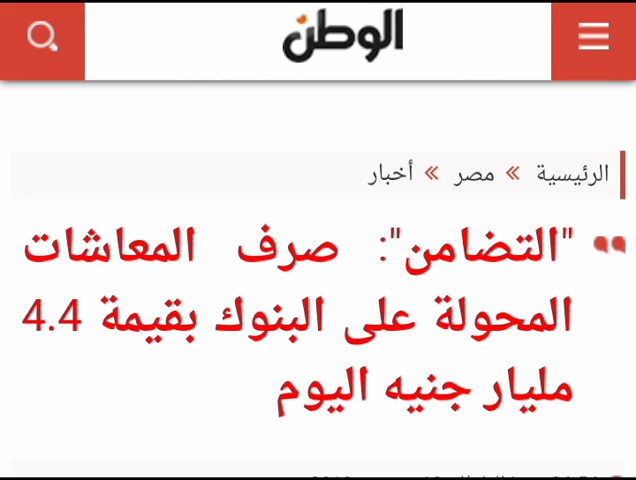 الوطن
الرئيسية » مصر » أخبار
"التضامن": صرف المعاشات
المحولة على البنوك بقيمة 4.4
مليار جنيه اليوم